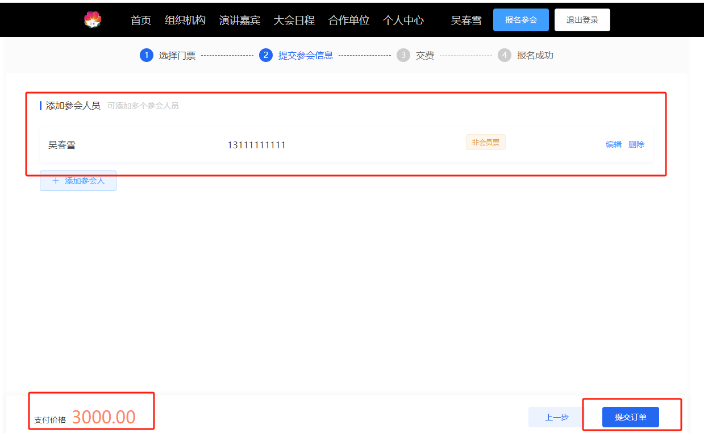 首页 组织机构 演讲嘉宾 大会日程 合作单位 个人中心 吴春雪 报名参会 退出登录
1 选择门票 2 提交参会信息 3 交费 4 报名成功
添加参会人员 可添加多个参会人员
吴春雪 13111111111 非会员票 编辑 删除
+ 添加参会人
支付价格 3000.00 上一步 提交订单